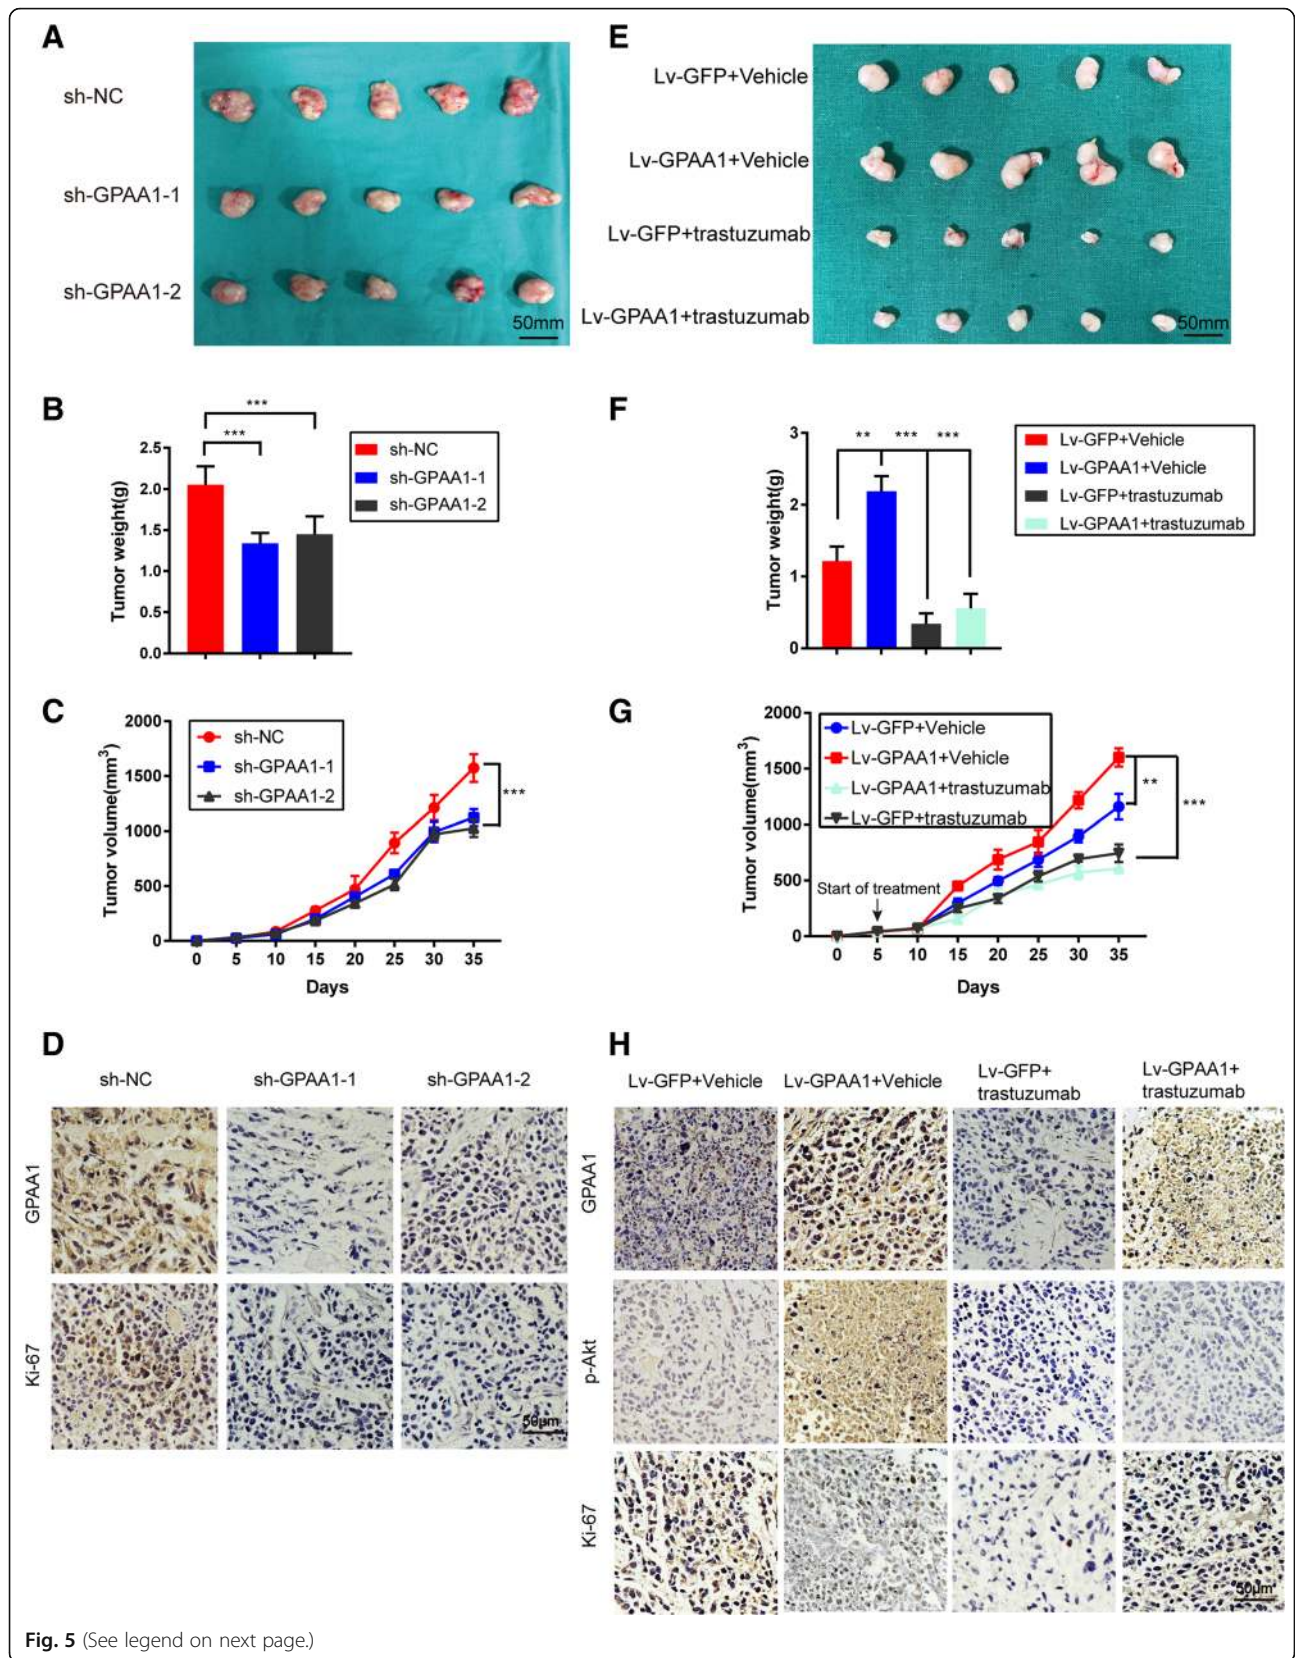 A
sh-NC
sh-GPAA1-1
sh-GPAA1-2
50mm
E
Lv-GFP+Vehicle
Lv-GPAA1+Vehicle
Lv-GFP+trastuzumab
Lv-GPAA1+trastuzumab
50mm
B
Tumor weight(g)
2.5
2.0
1.5
1.0
0.5
0.0
***
***
sh-NC
sh-GPAA1-1
sh-GPAA1-2
F
Tumor weight(g)
3
2
1
0
** *** ***
Lv-GFP+Vehicle
Lv-GPAA1+Vehicle
Lv-GFP+trastuzumab
Lv-GPAA1+trastuzumab
C
Tumor volume(mm³)
2000
1500
1000
500
0
sh-NC
sh-GPAA1-1
sh-GPAA1-2
***
0 5 10 15 20 25 30 35
Days
G
Tumor volume(mm³)
2000
1500
1000
500
0
Lv-GFP+Vehicle
Lv-GPAA1+Vehicle
Lv-GPAA1+trastuzumab
Lv-GFP+trastuzumab
Start of treatment
**
***
0 5 10 15 20 25 30 35
Days
D
sh-NC sh-GPAA1-1 sh-GPAA1-2
GPAA1
Ki-67
50μm
H
Lv-GFP+Vehicle Lv-GPAA1+Vehicle Lv-GFP+ Lv-GPAA1+
trastuzumab trastuzumab
GPAA1
p-Akt
Ki-67
50μm
Fig. 5 (See legend on next page.)